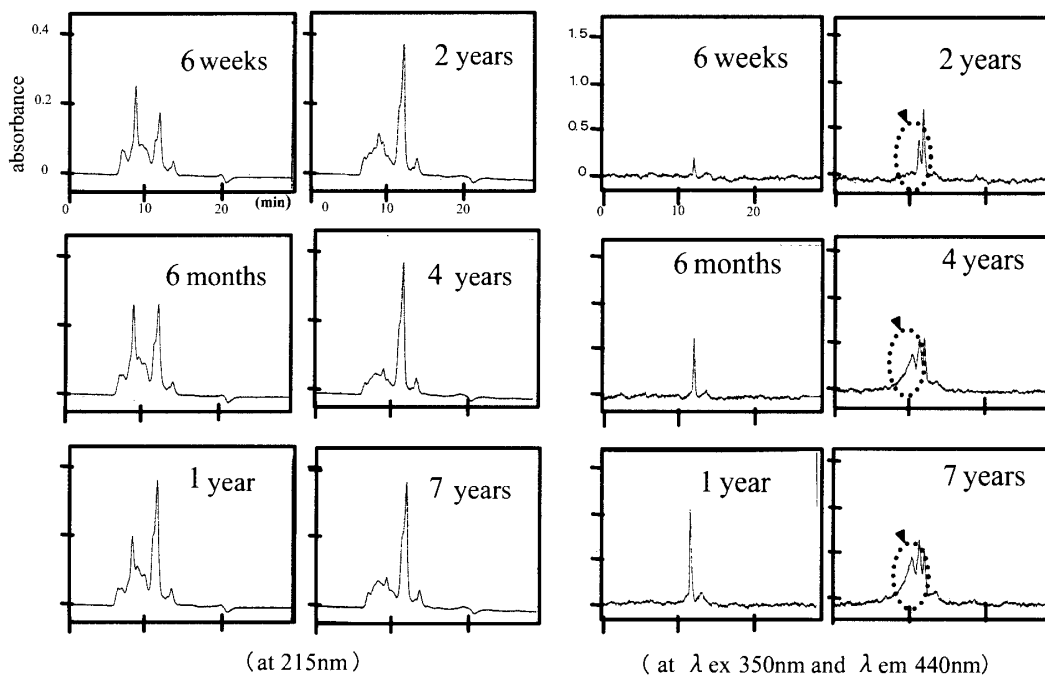 absorbance
0.4
0.2
0
6 weeks
0 10 20 (min)
2 years
0 10 20
6 months
4 years
1 year
7 years
(at 215nm)
1.5
1.0
0.5
0
6 weeks
0 10 20
2 years
6 months
4 years
1 year
7 years
( at λ ex 350nm and λ em 440nm)